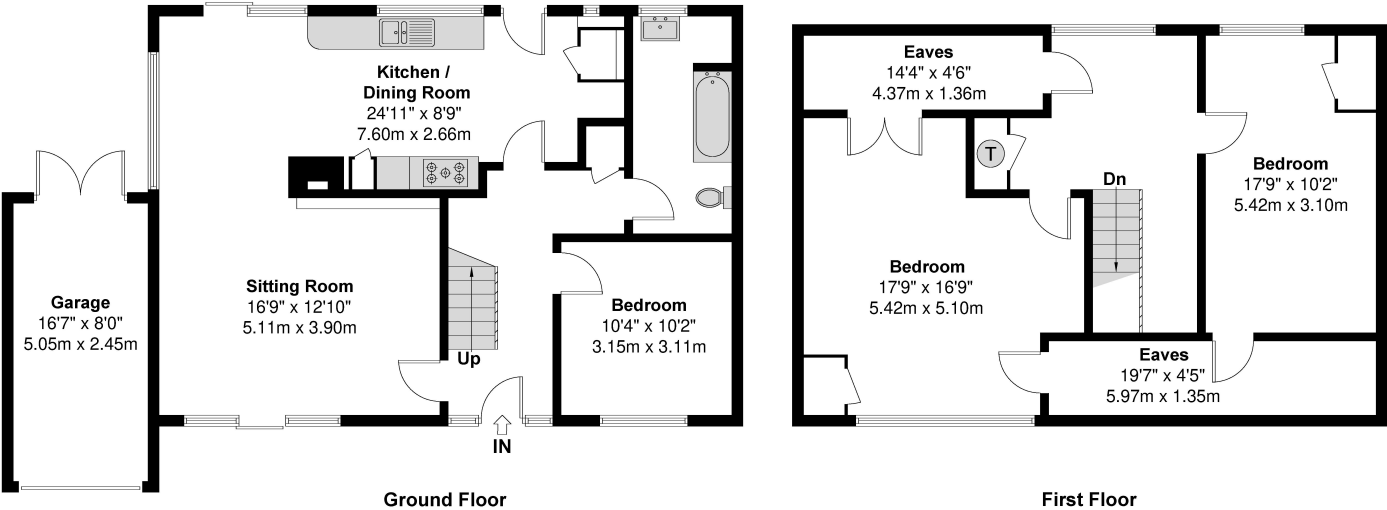 Kitchen /
Dining Room
24'11" x 8'9"
7.60m x 2.66m
Sitting Room
16'9" x 12'10"
5.11m x 3.90m
Garage
16'7" x 8'0"
5.05m x 2.45m
Up
Bedroom
10'4" x 10'2"
3.15m x 3.11m
IN
Ground Floor
Eaves
14'4" x 4'6"
4.37m x 1.36m
T
Dn
Bedroom
17'9" x 10'2"
5.42m x 3.10m
Bedroom
17'9" x 16'9"
5.42m x 5.10m
Eaves
19'7" x 4'5"
5.97m x 1.35m
First Floor